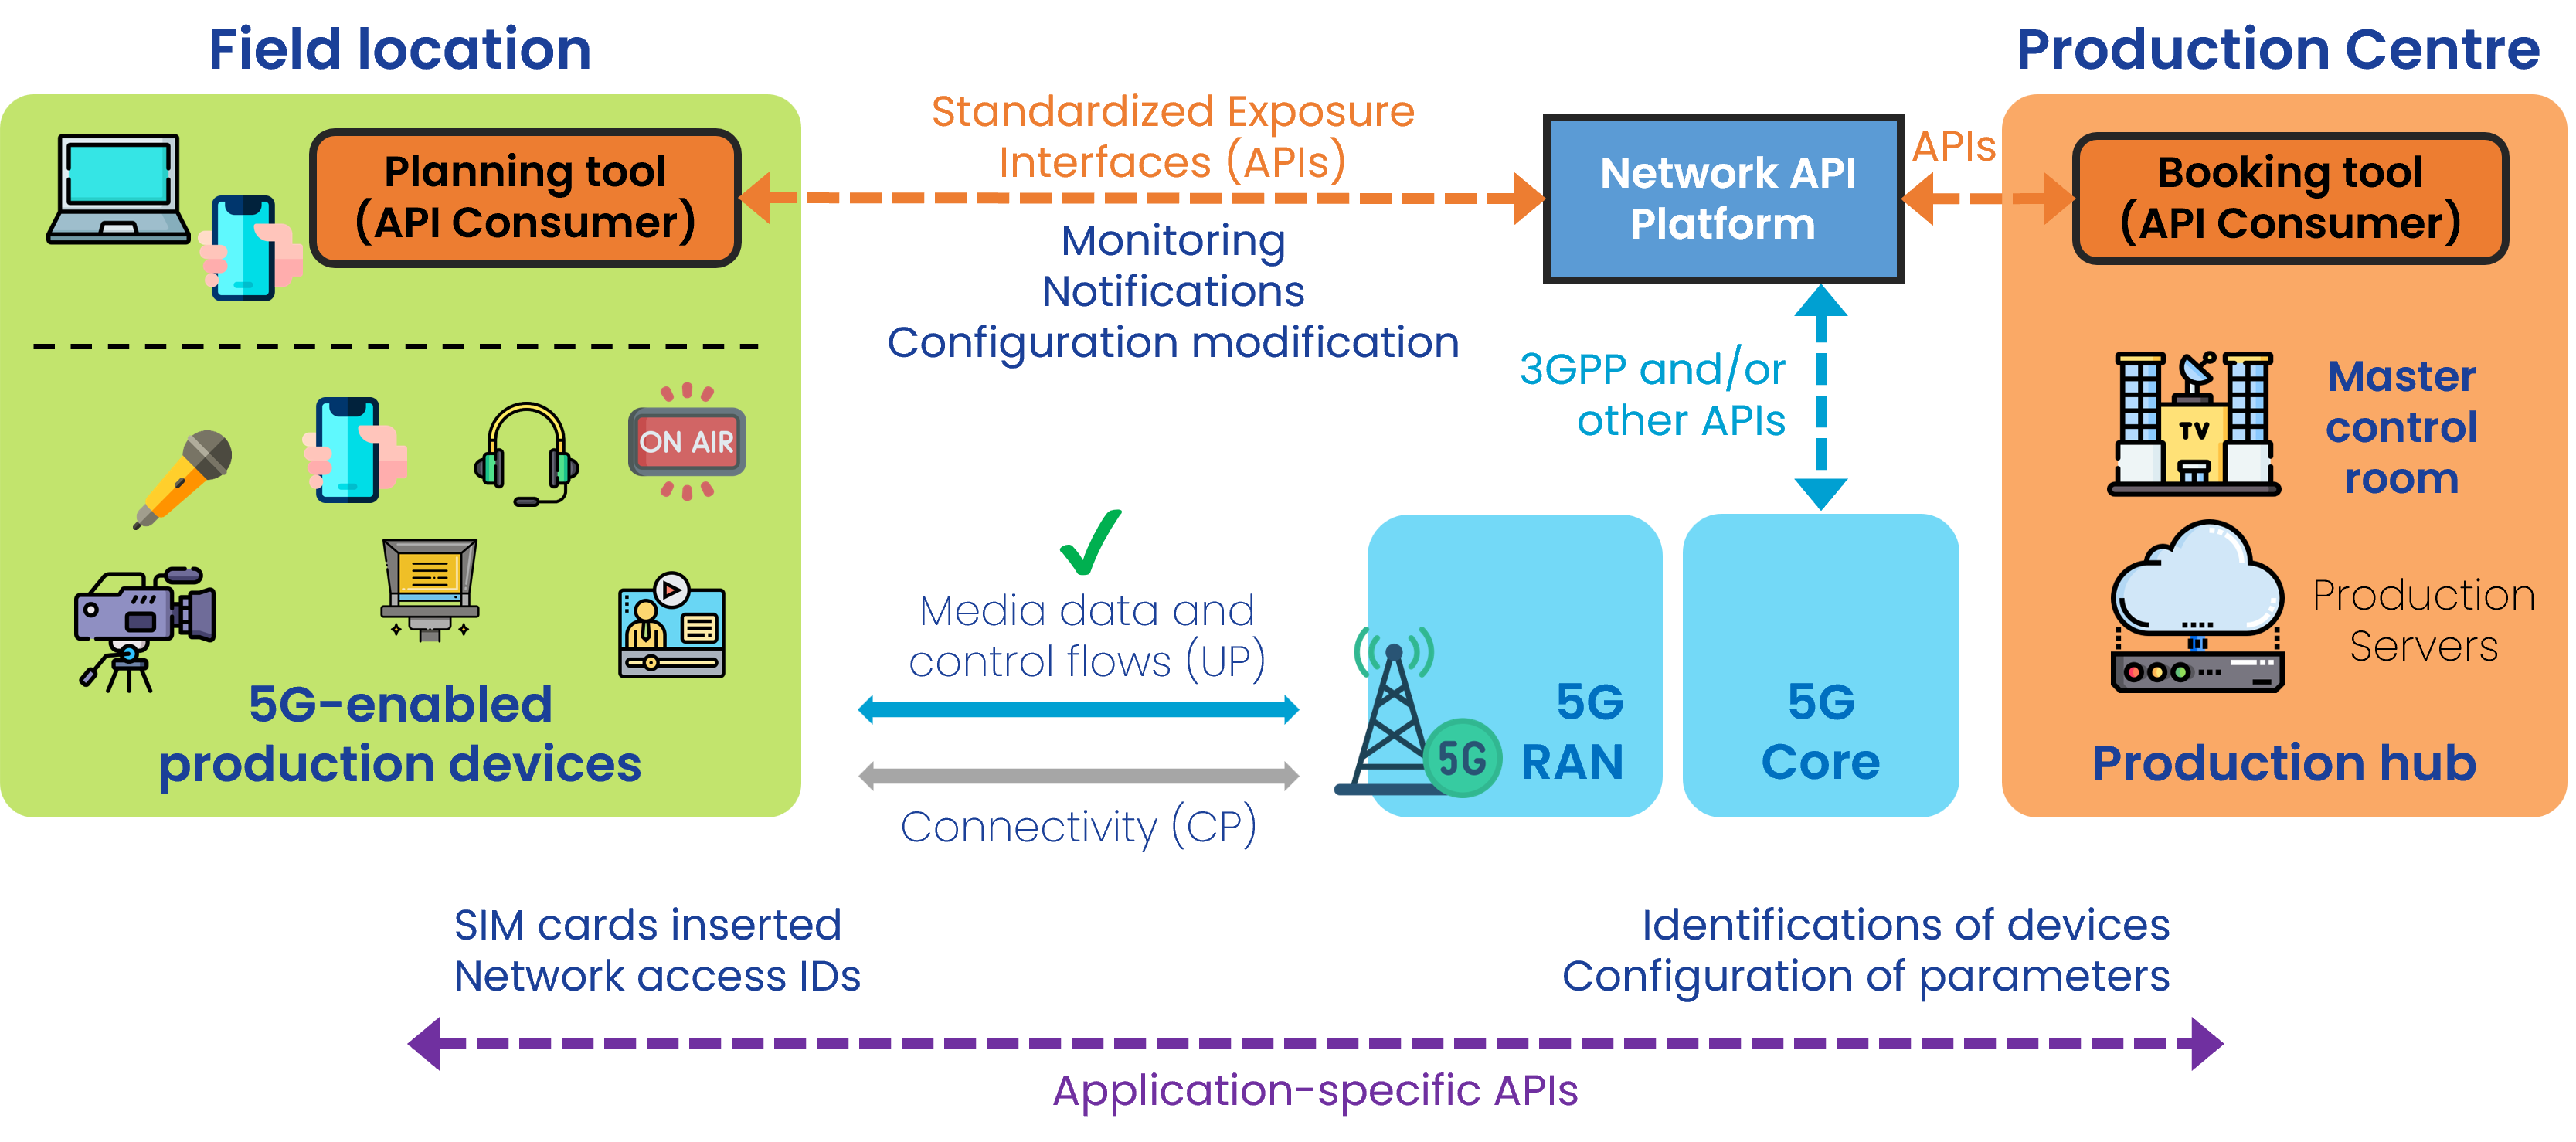 Field location
Production Centre
Planning tool
(API Consumer)
Standardized Exposure
Interfaces (APIs)
Monitoring
Notifications
Configuration modification
Network API
Platform
APIs
Booking tool
(API Consumer)
3GPP and/or
other APIs
ON AIR
TV
Master
control
room
Production
Servers
Production hub
5G-enabled
production devices
Media data and
control flows (UP)
Connectivity (CP)
5G
5G
RAN
5G
Core
SIM cards inserted
Network access IDs
Identifications of devices
Configuration of parameters
Application-specific APIs